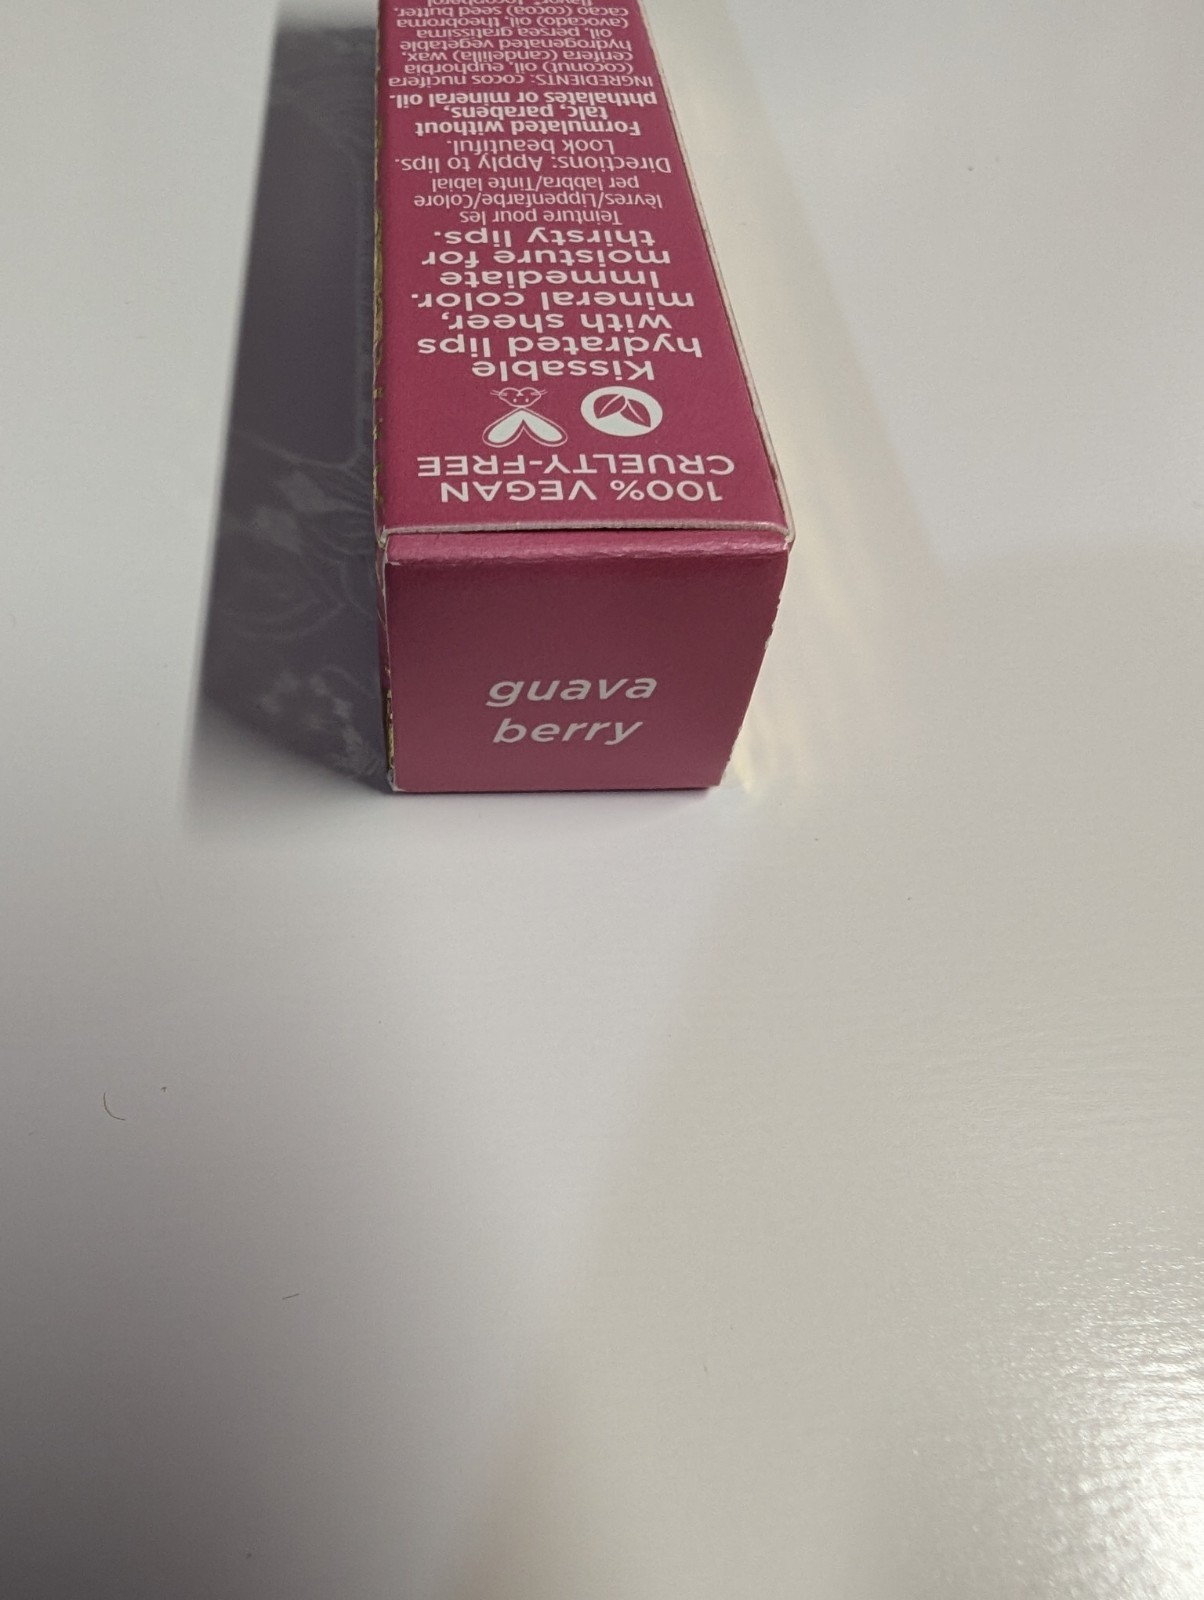 100% VEGAN
CRUELTY-FREE
Kissable
hydrated lips
with sheer,
mineral color.
Immediate
moisture for
thirsty lips.
Teinture pour les
lèvres/Lippenfarbe/Colore
per labbra/Tinte labial
Directions: Apply to lips.
Look beautiful.
Formulated without
talc, parabens,
phthalates or mineral oil.
INGREDIENTS: cocos nucifera
(coconut) oil, euphorbia
cerifera (candelilla) wax,
hydrogenated vegetable
oil, persea gratissima
(avocado) oil, theobroma
cacao (cocoa) seed butter,
guava
berry